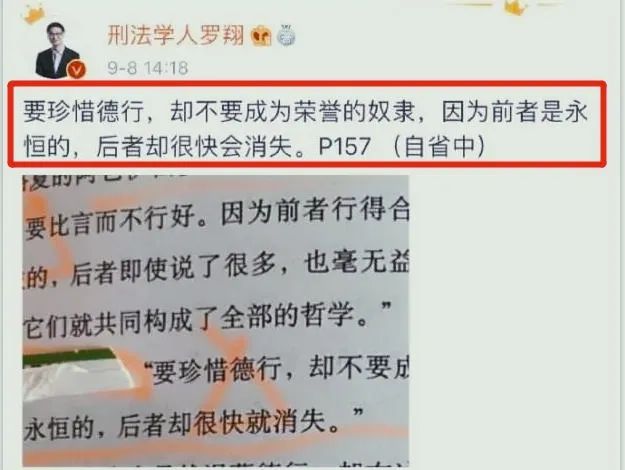 刑法学人罗翔
9-8 14:18
要珍惜德行，却不要成为荣誉的奴隶，因为前者是永
恒的，后者却很快会消失。P157 （自省中）
要比言而不行好。因为前者行得合
的，后者即使说了很多，也毫无益
它们就共同构成了全部的哲学。”
“要珍惜德行，却不要成
永恒的，后者却很快就消失。”